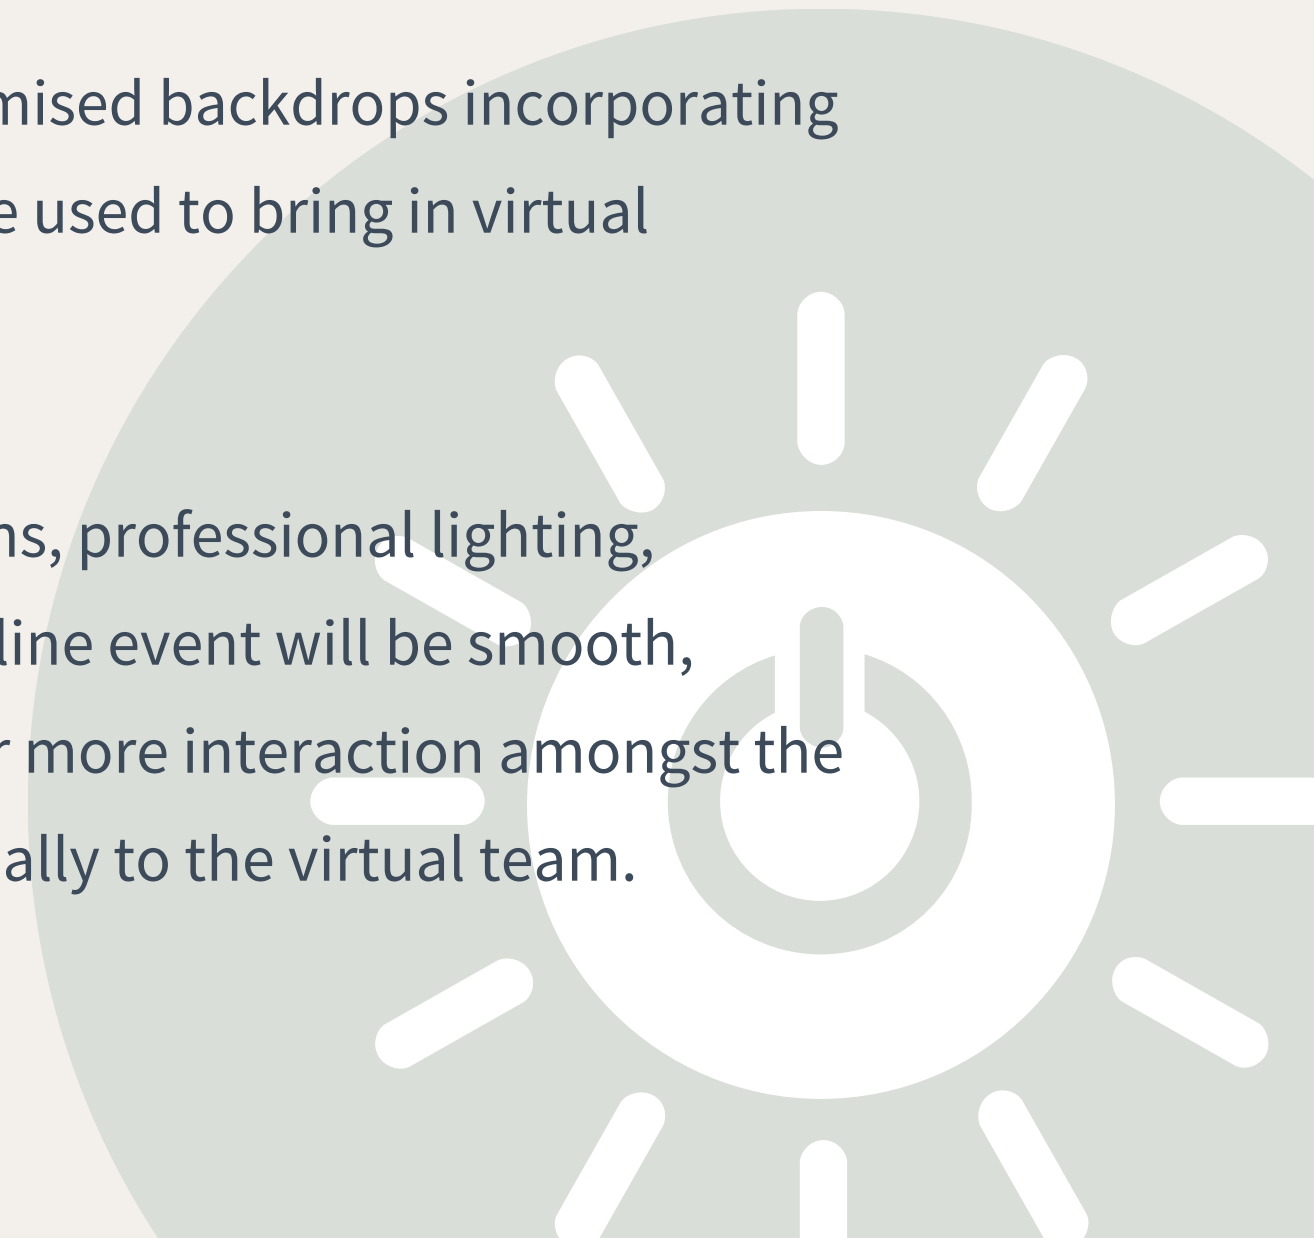 mised backdrops incorporating
e used to bring in virtual
ns, professional lighting,
line event will be smooth,
r more interaction amongst the
ally to the virtual team.